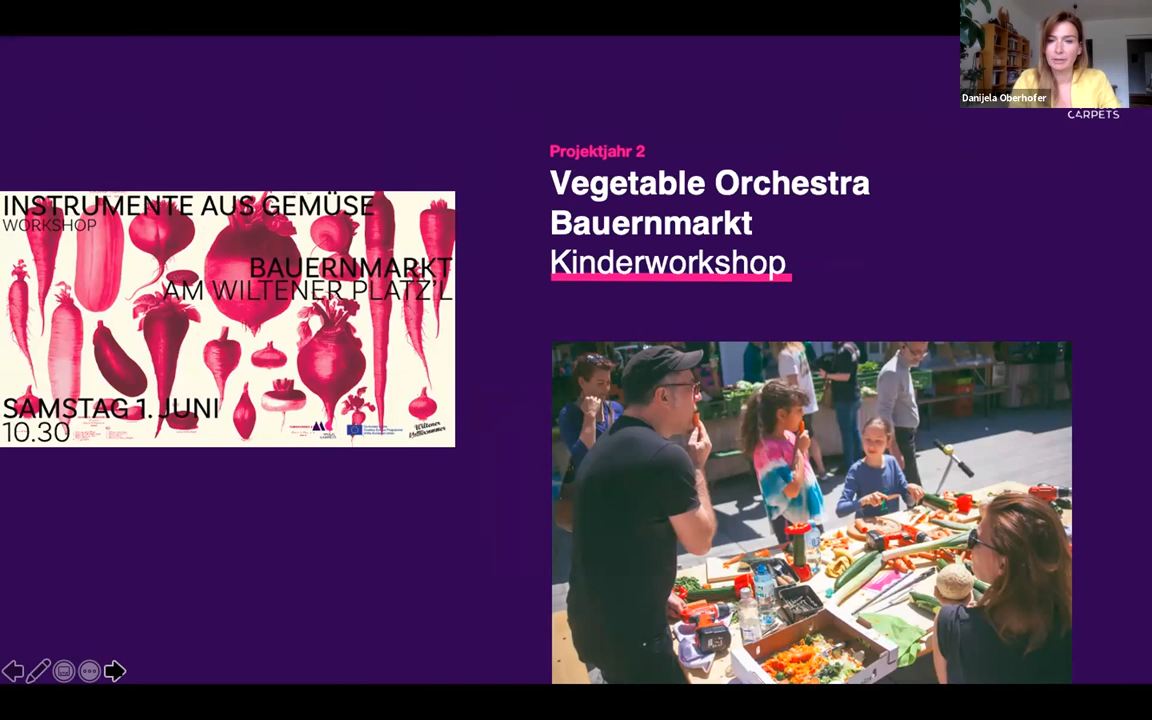 Danijela Oberhofer
CARPETS
Projektjahr 2
Vegetable Orchestra
Bauernmarkt
Kinderworkshop
INSTRUMENTE AUS GEMÜSE
WORKSHOP
BAUERNMARKT
AM WILTENER PLATZ'L
SAMSTAG 1. JUNI
10.30